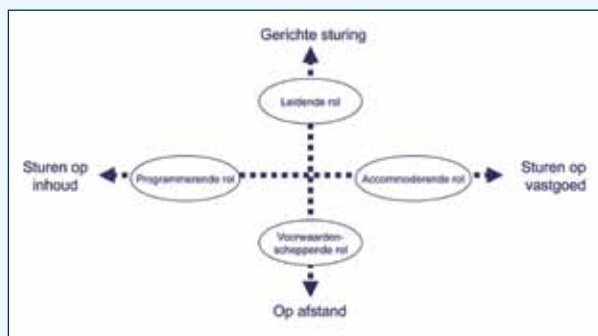 Gerichte sturing
Leidende rol
Sturen op
inhoud
Programmerende rol
Accommoderende rol
Sturen op
vastgoed
Voorwaarden-
scheppende rol
Op afstand